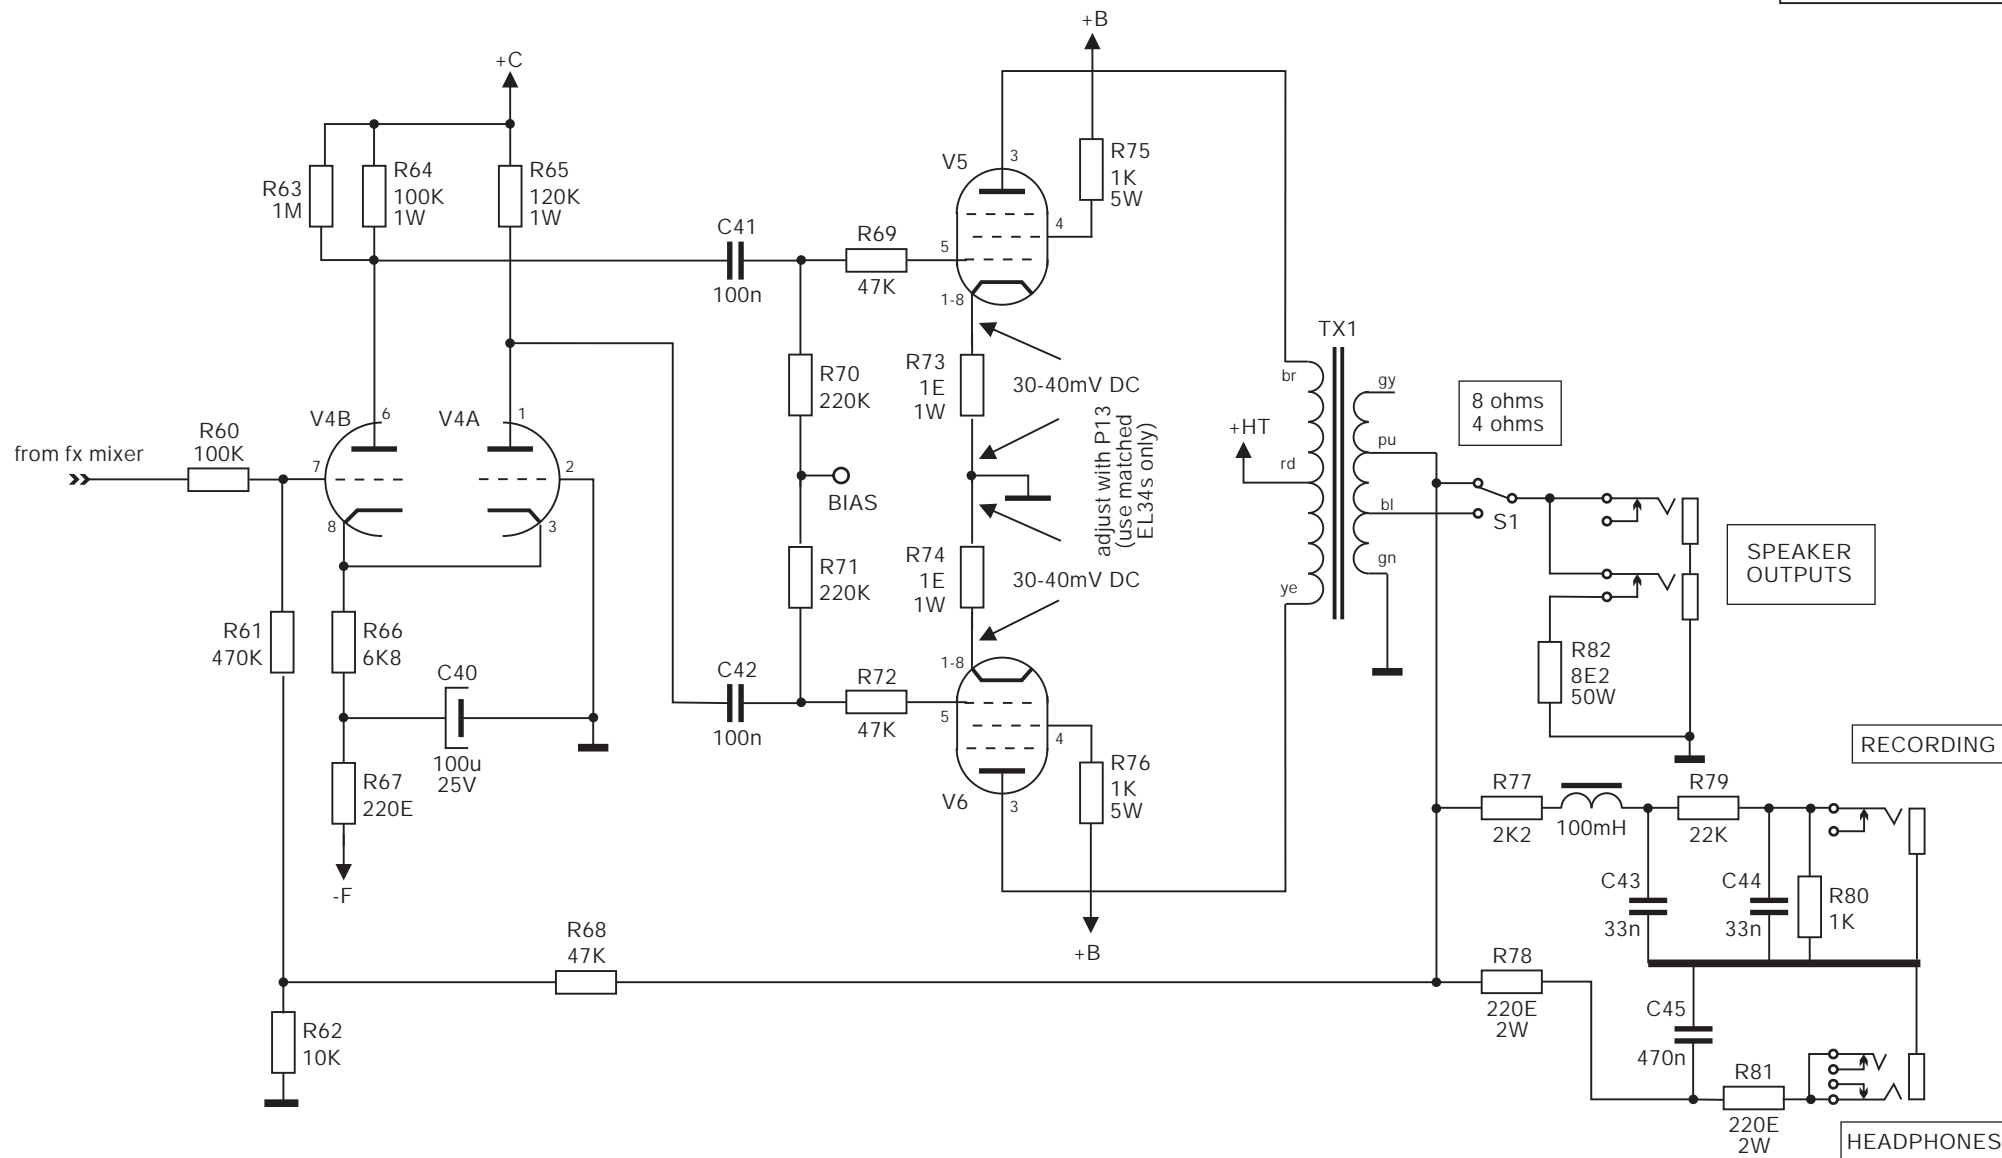 +B
+C
R63
1M
R64
100K
1W
R65
120K
1W
V5
3
R75
1K
5W
4
C41
100n
R69
47K
5
1-8
TX1
R70
220K
R73
1E
1W
30-40mV DC
br
gy
8 ohms
4 ohms
V4B
6
V4A
1
from fx mixer
R60
100K
7
2
8
3
BIAS
adjust with P13
(use matched
EL34s only)
+HT
rd
pu
bl
S1
gn
ye
SPEAKER
OUTPUTS
R71
220K
R74
1E
1W
30-40mV DC
R61
470K
R66
6K8
C40
100u
25V
R67
220E
-F
C42
100n
R72
47K
1-8
5
4
V6
3
R76
1K
5W
+B
R82
8E2
50W
RECORDING
R77
2K2
100mH
R79
22K
C43
33n
C44
33n
R80
1K
R68
47K
R78
220E
2W
R62
10K
C45
470n
R81
220E
2W
HEADPHONES